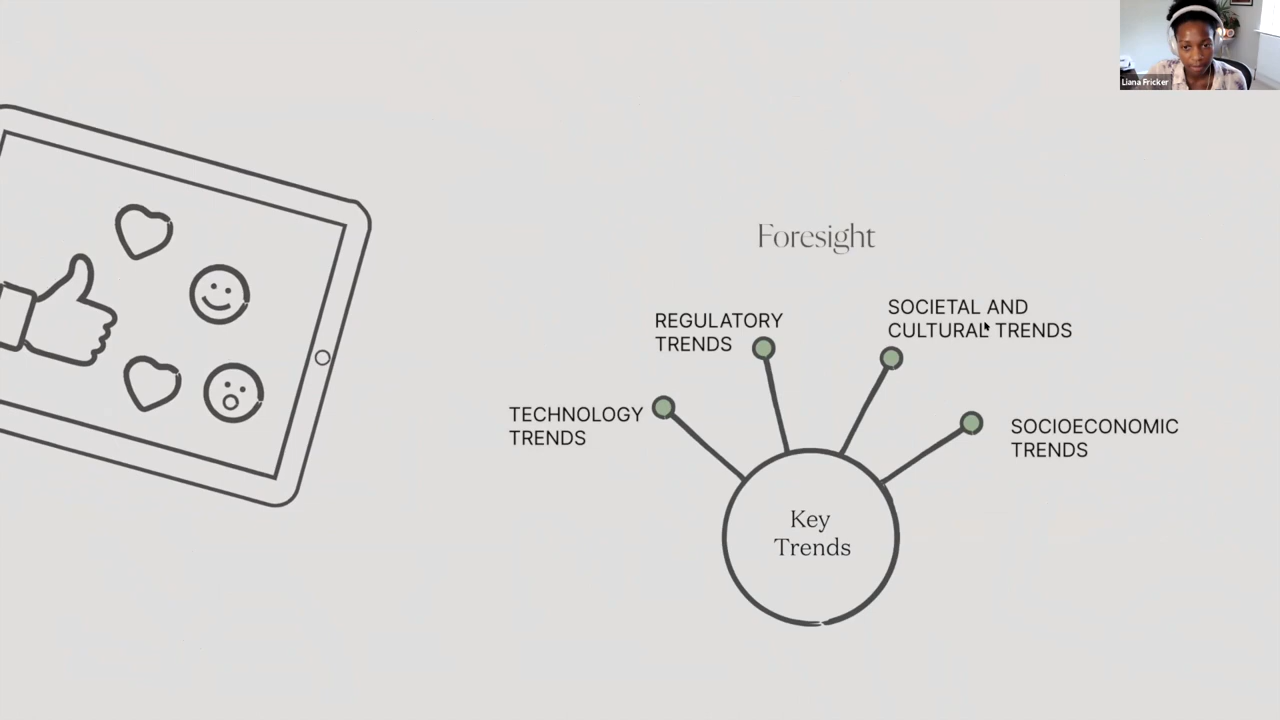 Liana Fricker
Foresight
REGULATORY
TRENDS
SOCIETAL AND
CULTURAL TRENDS
TECHNOLOGY
TRENDS
SOCIOECONOMIC
TRENDS
Key
Trends